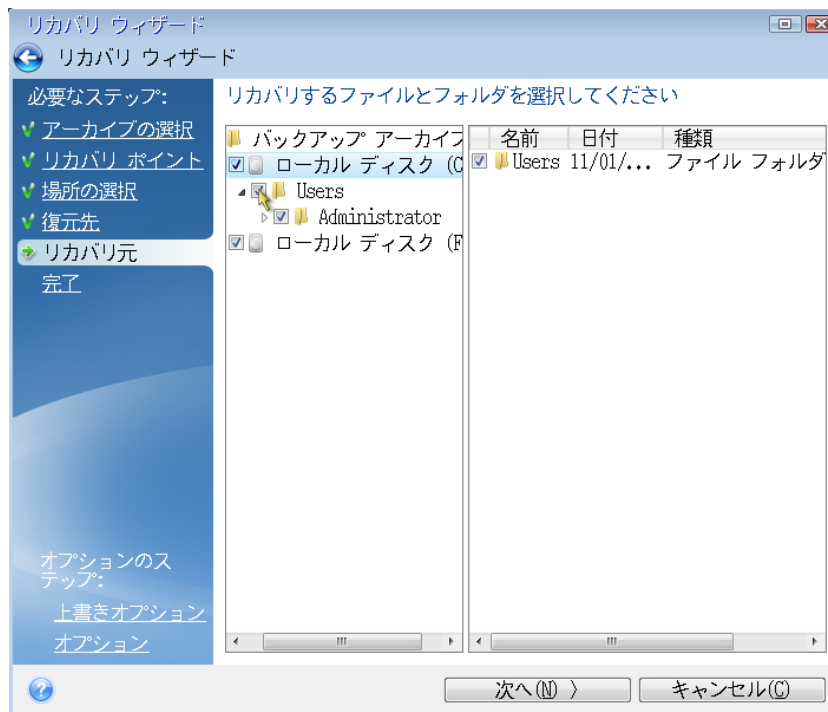 リカバリ ウィザード
リカバリ ウィザード
必要なステップ:
アーカイブの選択
リカバリ ポイント
場所の選択
復元先
リカバリ元
完了
オプションのス
テップ:
上書きオプション
オプション
リカバリするファイルとフォルダを選択してください
バックアップ アーカイブ
ローカル ディスク (C
Users
Administrator
ローカル ディスク (F
名前 日付 種類
Users 11/01/... ファイル フォルダ
次へ(N) 〉
キャンセル(C)